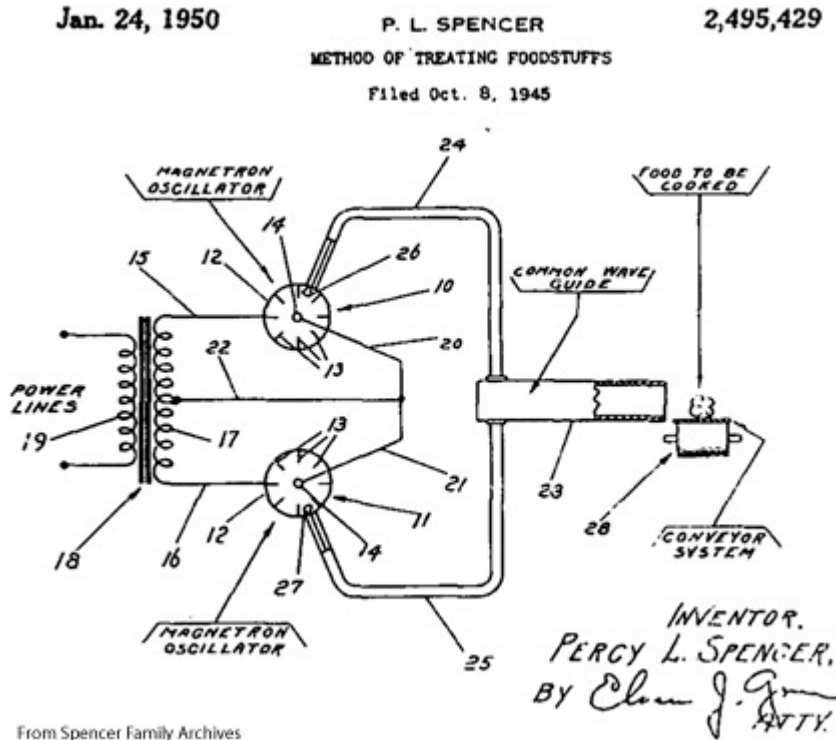 Jan. 24, 1950
P. L. SPENCER
2,495,429
METHOD OF TREATING FOODSTUFFS
Filed Oct. 8, 1945
24
MAGNETRON
OSCILLATOR
FOOD TO BE
COOKED
14
26
12
15
10
COMMON WAVE
GUIDE
20
13
22
POWER
LINES
19
17
13
21
23
28
12
11
18
16
27
14
CONVEYOR
SYSTEM
MAGNETRON
OSCILLATOR
25
INVENTOR.
PERCY L. SPENCER,
BY
ATTY.
From Spencer Family Archives